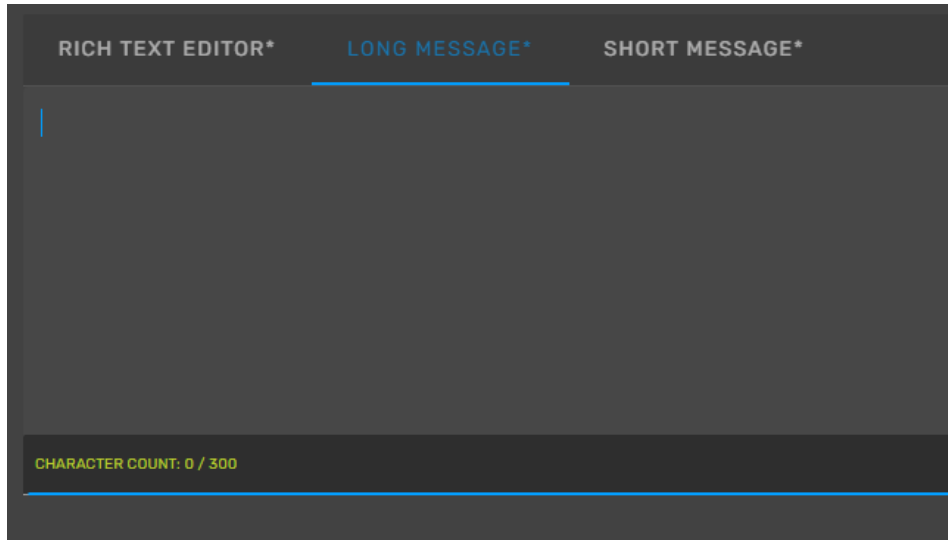 RICH TEXT EDITOR* LONG MESSAGE* SHORT MESSAGE*
CHARACTER COUNT: 0 / 300